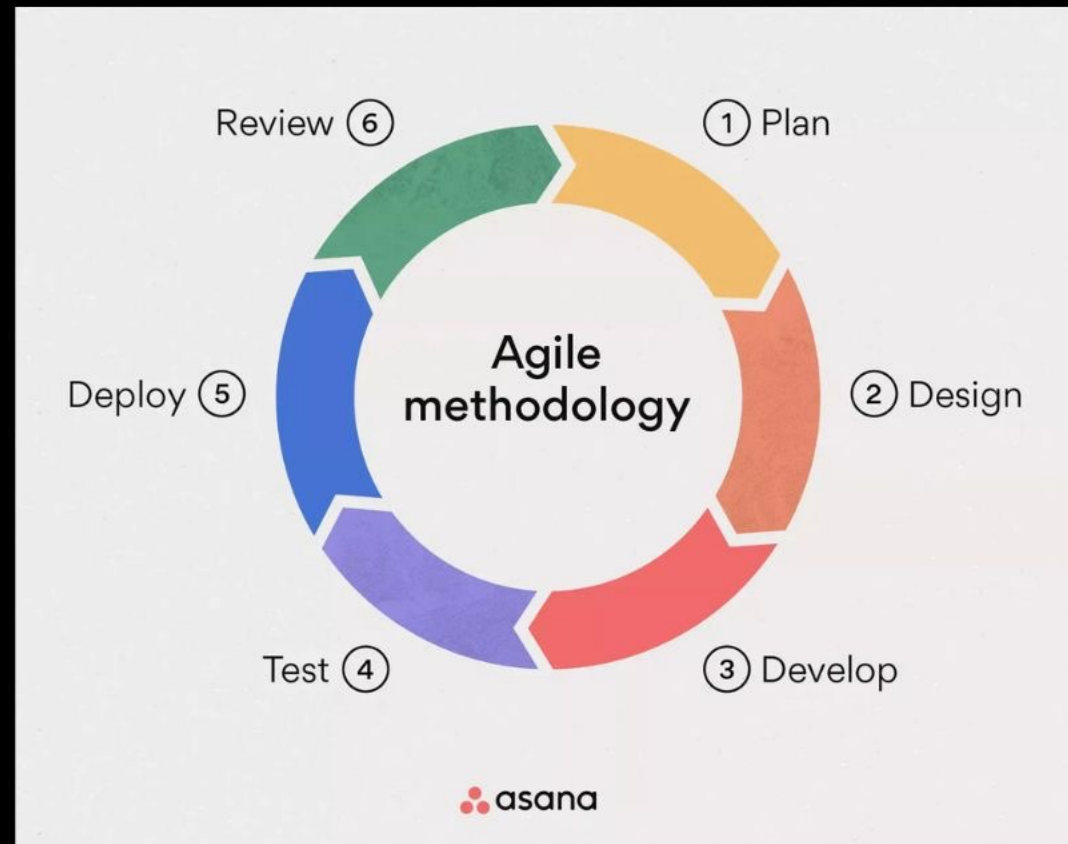 Review 6
1 Plan
Agile
methodology
Deploy 5
2 Design
Test 4
3 Develop
asana